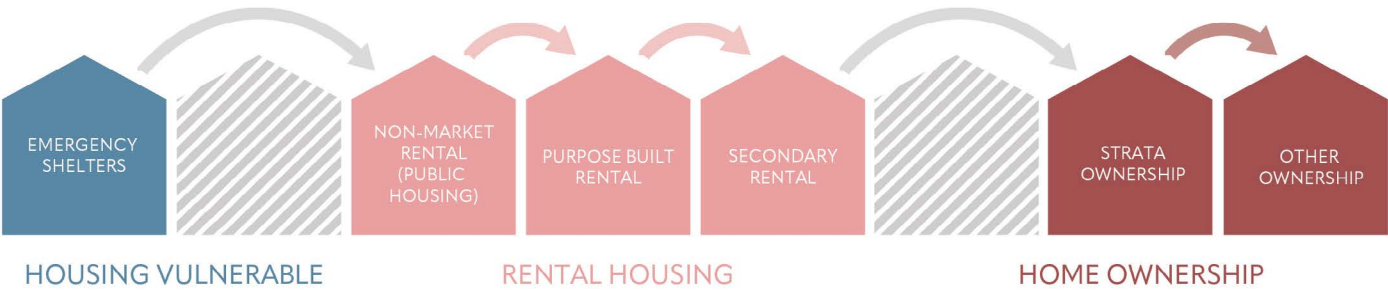 EMERGENCY
SHELTERS
NON-MARKET
RENTAL
(PUBLIC
HOUSING)
PURPOSE BUILT
RENTAL
SECONDARY
RENTAL
STRATA
OWNERSHIP
OTHER
OWNERSHIP
HOUSING VULNERABLE
RENTAL HOUSING
HOME OWNERSHIP